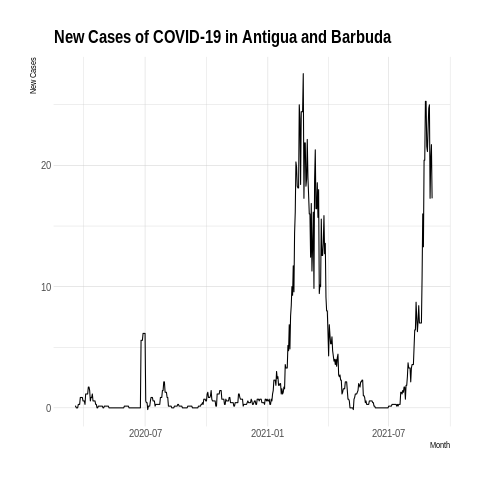 New Cases of COVID-19 in Antigua and Barbuda
New Cases
20
10
0
2020-07 2021-01 2021-07
Month